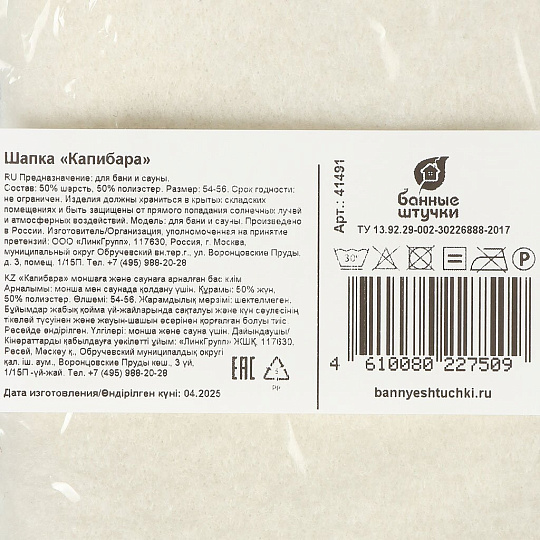 Шапка «Капибара»
RU Предназначение: для бани и сауны.
Состав: 50% шерсть, 50% полиэстер. Размер: 54-56. Срок годности:
не ограничен. Изделия должны храниться в крытых складских
помещениях и быть защищены от прямого попадания солнечных лучей
и атмосферных воздействий. Модель: для бани и сауны. Произведено
в России. Изготовитель/Организация, уполномоченная на принятие
претензий: ООО «ЛинкГрупп», 117630, Россия, г. Москва,
муниципальный округ Обручевский вн.тер.г., ул. Воронцовские Пруды,
д. 3, помещ. 1/15П. Тел. +7 (495) 988-20-28
KZ «Капибара» моншаға және саунаға арналған бас киім
Арналымы: монша мен саунада қолдану үшін. Құрамы: 50% жүн,
50% полиэстер. Өлшемі: 54-56. Жарамдылық мерзімі: шектелмеген.
Бұйымдар жабық қойма үй-жайларында сақталуы және күн сәулесінің
тікелей түсуінен және жауын-шашын әсерінен қорғалған болуы тиіс
Ресейде өндірілген. Үлгілері: монша және сауна үшін. Дайындаушы/
Кінәраттарды қабылдауға уәкілетті ұйым: «ЛинкГрупп» ЖШҚ, 117630,
Ресей, Мәскеу қ., Обручевский муниципалдық округі
қал. іш. аум., Воронцовские Пруды көш., 3 үй,
1/15П -үй-жай. Тел. +7 (495) 988-20-28
EAC
5
PP
Дата изготовления/Өндірілген күні: 04.2025
Арт.: 41491
банные
штучки
ТУ 13.92.29-002-30226888-2017
30°
P
4 610080 227509
bannyeshtuchki.ru